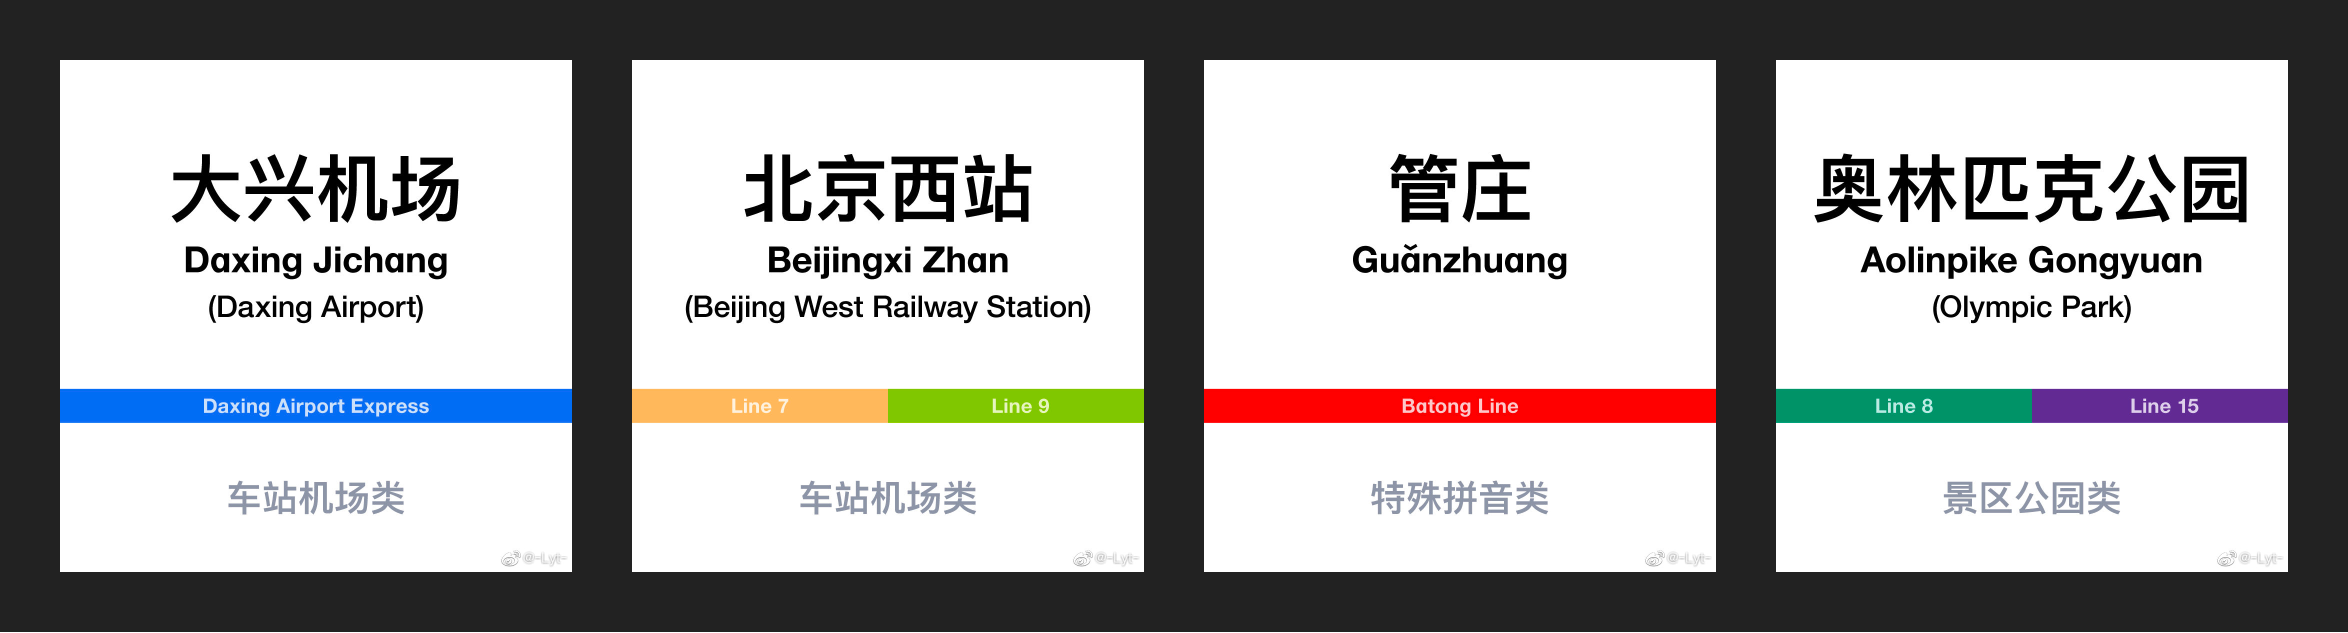 大兴机场
Daxing Jichang
(Daxing Airport)
Daxing Airport Express
车站机场类
@-Lyt-
北京西站
Beijingxi Zhan
(Beijing West Railway Station)
Line 7
Line 9
车站机场类
@-Lyt-
管庄
Guǎnzhuang
Batong Line
特殊拼音类
@-Lyt-
奥林匹克公园
Aolinpike Gongyuan
(Olympic Park)
Line 8
Line 15
景区公园类
@-Lyt-